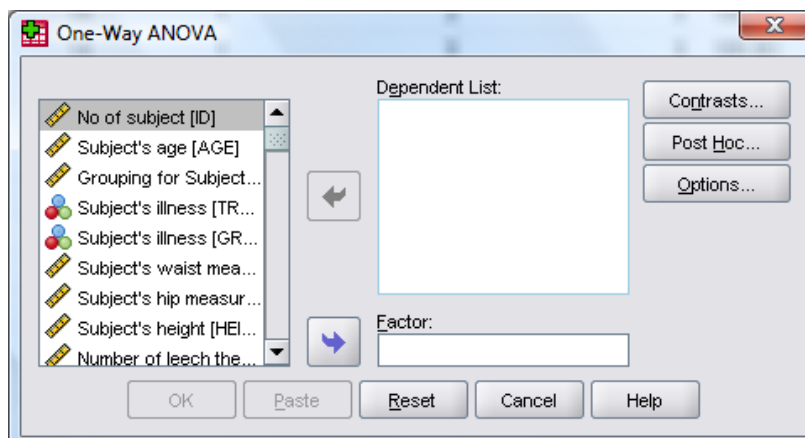 One-Way ANOVA
No of subject [ID]
Subject's age [AGE]
Grouping for Subject...
Subject's illness [TR...
Subject's illness [GR...
Subject's waist mea...
Subject's hip measur...
Subject's height [HEI...
Number of leech the...
Dependent List:
Factor:
Contrasts...
Post Hoc...
Options...
OK
Paste
Reset
Cancel
Help